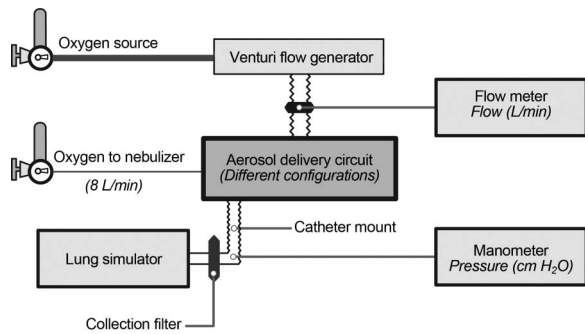 Oxygen source
Venturi flow generator
Flow meter
Flow (L/min)
Oxygen to nebulizer
(8 L/min)
Aerosol delivery circuit
(Different configurations)
Catheter mount
Lung simulator
Manometer
Pressure (cm H₂O)
Collection filter